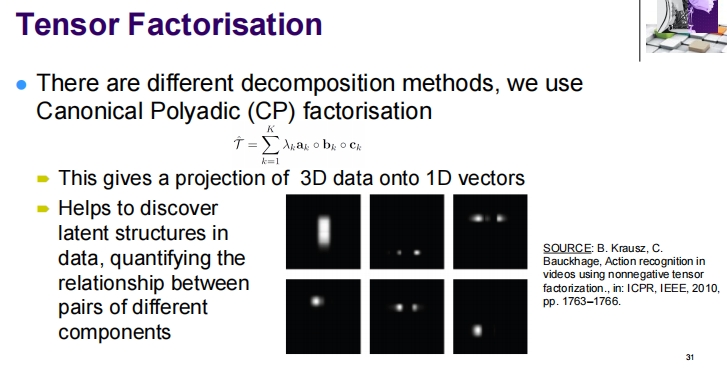 Tensor Factorisation
There are different decomposition methods, we use
Canonical Polyadic (CP) factorisation
$\hat{\mathcal{T}} = \sum_{k=1}^{K} \lambda_k \mathbf{a}_k \circ \mathbf{b}_k \circ \mathbf{c}_k$
This gives a projection of 3D data onto 1D vectors
Helps to discover
latent structures in
data, quantifying the
relationship between
pairs of different
components
SOURCE: B. Krausz, C.
Bauckhage, Action recognition in
videos using nonnegative tensor
factorization., in: ICPR, IEEE, 2010,
pp. 1763–1766.
31